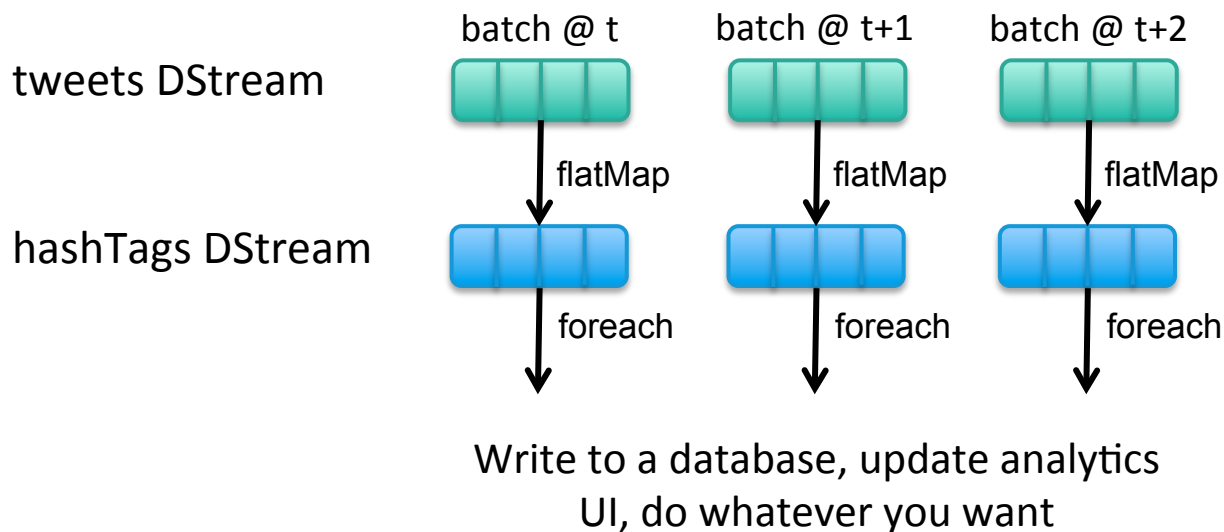 batch @ t batch @ t+1 batch @ t+2
tweets DStream
flatMap flatMap flatMap
hashTags DStream
foreach foreach foreach
Write to a database, update analytics
UI, do whatever you want